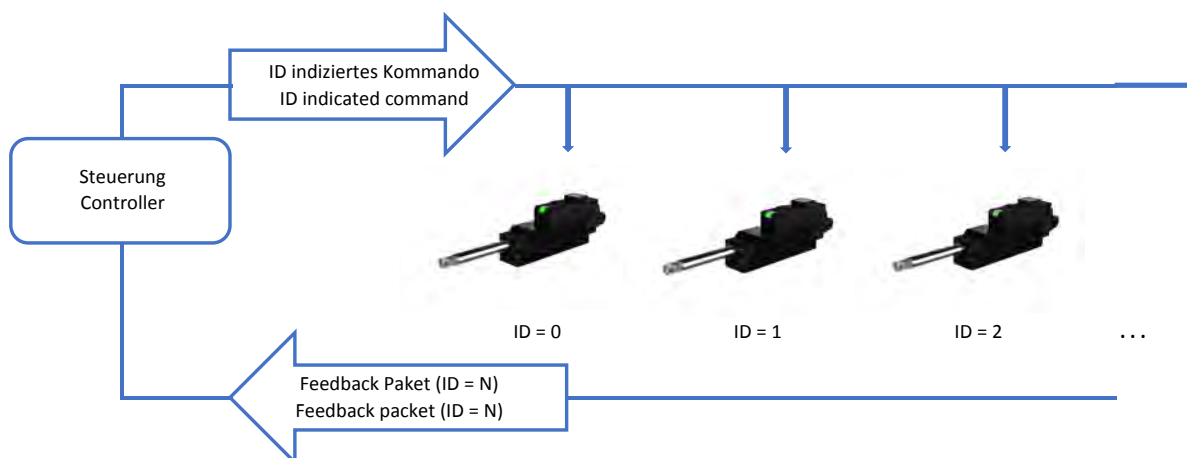 ID indiziertes Kommando
ID indicated command
Steuerung
Controller
ID = 0
ID = 1
ID = 2
...
Feedback Paket (ID = N)
Feedback packet (ID = N)